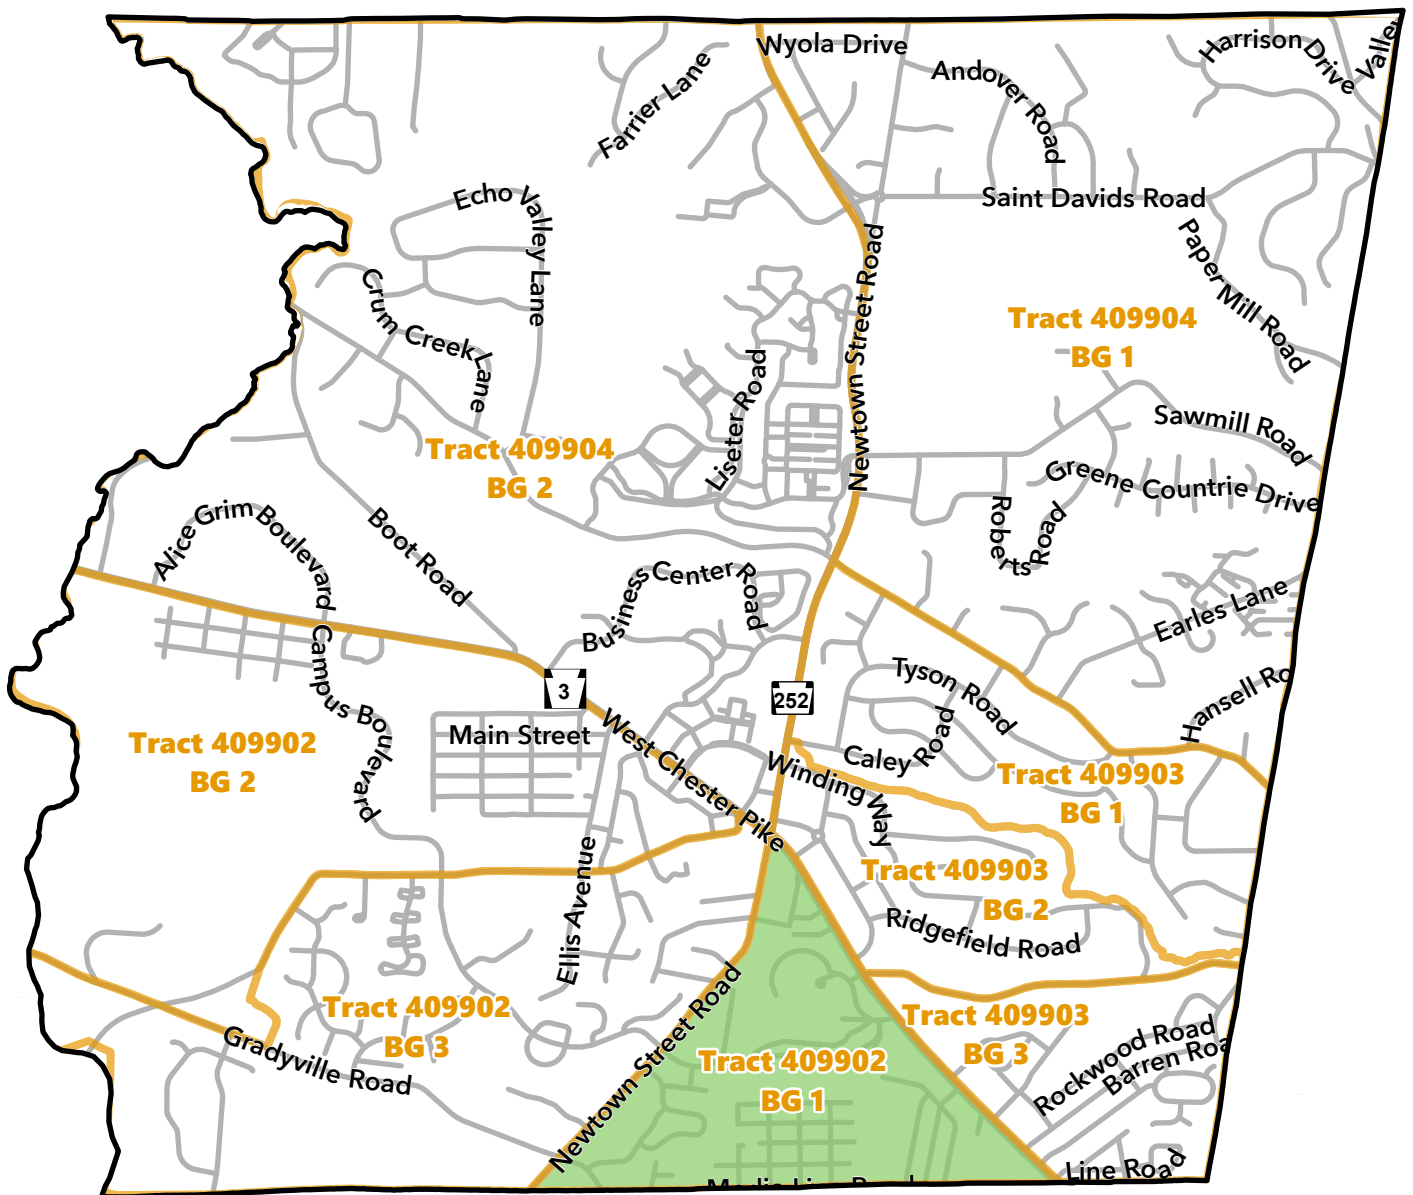 Wyola Drive
Harrison Drive
Valley
Andover Road
Farrier Lane
Saint Davids Road
Echo Valley Lane
Paper Mill Road
Newtown Street Road
Crum Creek Lane
Tract 409904
BG 1
Liseter Road
Sawmill Road
Tract 409904
BG 2
Greene Countrie Drive
Roberts Road
Alice Grim Boulevard
Boot Road
Business Center Road
Earles Lane
Campus Boulevard
Tyson Road
Hansell Ro
3
252
Main Street
West Chester Pike
Tract 409902
BG 2
Caley Road
Winding Way
Tract 409903
BG 1
Tract 409903
BG 2
Ellis Avenue
Ridgefield Road
Newtown Street Road
Tract 409902
BG 3
Tract 409903
BG 3
Gradyville Road
Rockwood Road
Barren Roa
Tract 409902
BG 1
Line Road